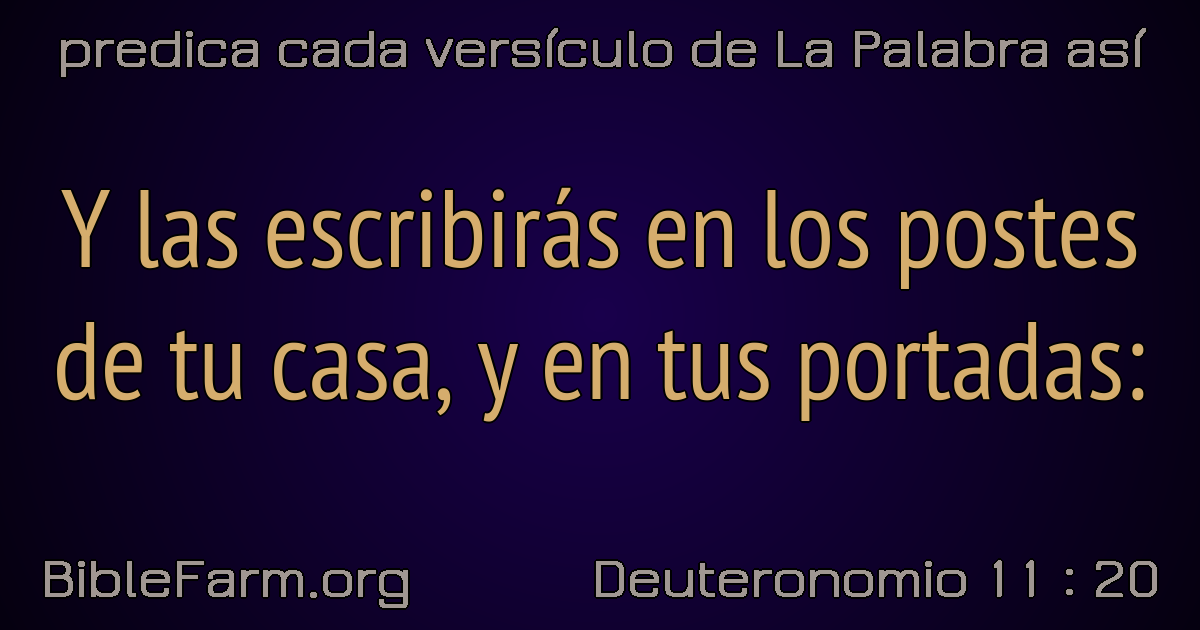 predica cada versículo de La Palabra así
Y las escribirás en los postes
de tu casa, y en tus portadas:
BibleFarm.org
Deuteronomio 11 : 20